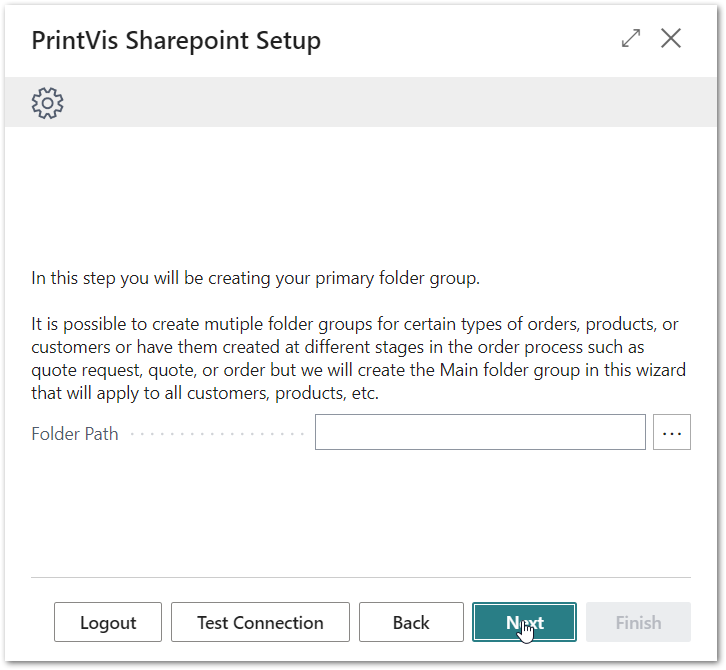 PrintVis Sharepoint Setup
In this step you will be creating your primary folder group.
It is possible to create mutiple folder groups for certain types of orders, products, or
customers or have them created at different stages in the order process such as
quote request, quote, or order but we will create the Main folder group in this wizard
that will apply to all customers, products, etc.
Folder Path
Logout Test Connection Back Next Finish